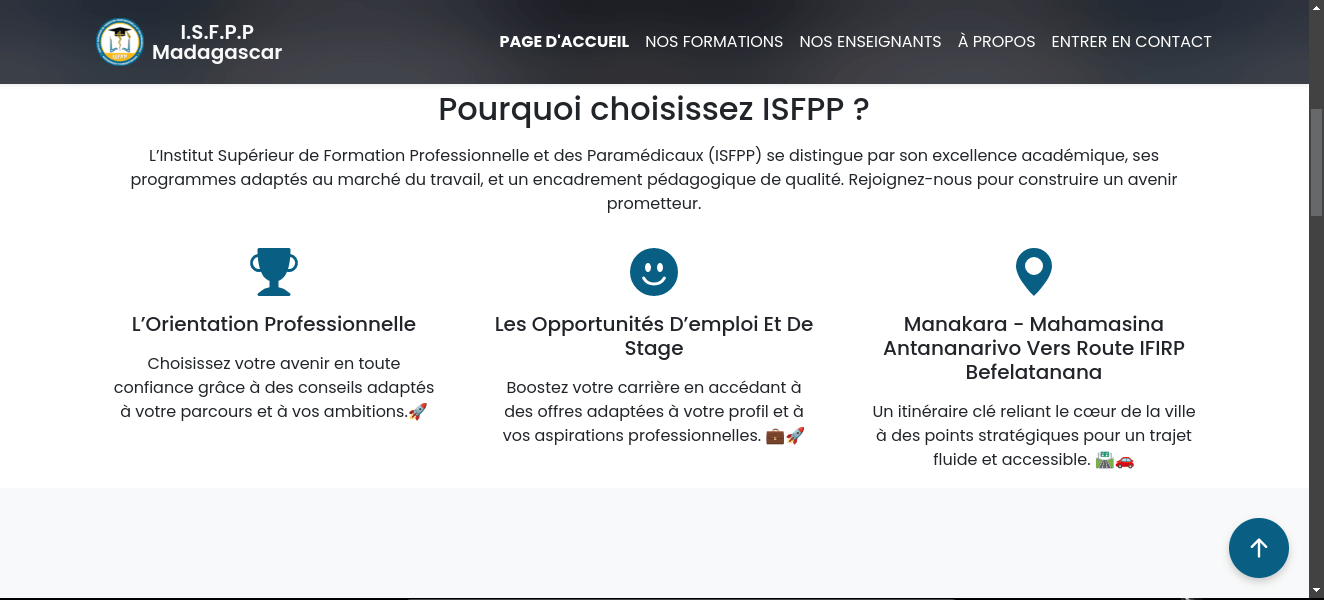 I.S.F.P.P
Madagascar
PAGE D'ACCUEIL NOS FORMATIONS NOS ENSEIGNANTS À PROPOS ENTRER EN CONTACT
Pourquoi choisissez ISFPP ?
L’Institut Supérieur de Formation Professionnelle et des Paramédicaux (ISFPP) se distingue par son excellence académique, ses
programmes adaptés au marché du travail, et un encadrement pédagogique de qualité. Rejoignez-nous pour construire un avenir
prometteur.
L’Orientation Professionnelle
Choisissez votre avenir en toute
confiance grâce à des conseils adaptés
à votre parcours et à vos ambitions.🚀
Les Opportunités D’emploi Et De
Stage
Boostez votre carrière en accédant à
des offres adaptées à votre profil et à
vos aspirations professionnelles. 💼🚀
Manakara - Mahamasina
Antananarivo Vers Route IFIRP
Befelatanana
Un itinéraire clé reliant le cœur de la ville
à des points stratégiques pour un trajet
fluide et accessible. 🛣️🚗